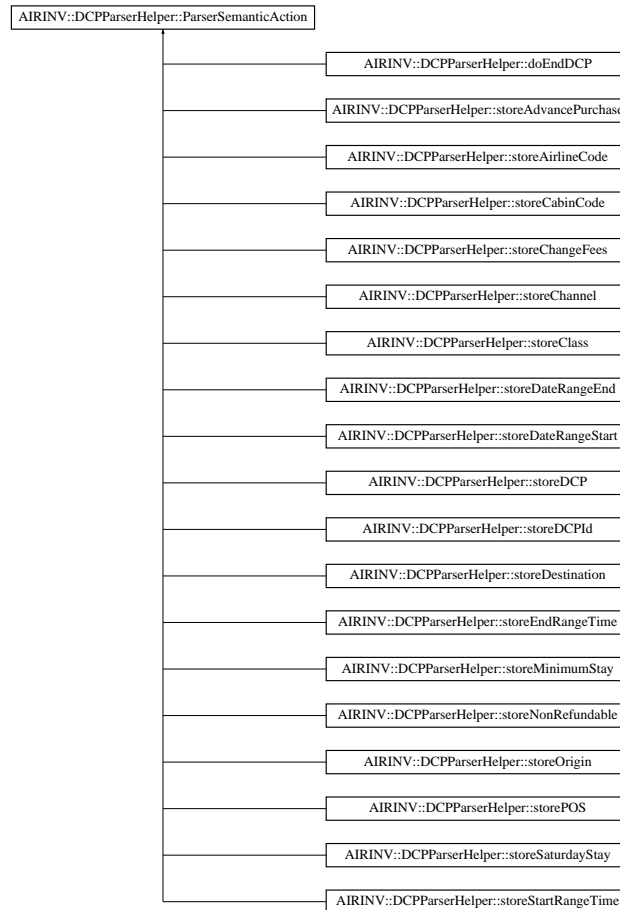 AIRINV::DCPParserHelper::ParserSemanticAction
AIRINV::DCPParserHelper::doEndDCP
AIRINV::DCPParserHelper::storeAdvancePurchase
AIRINV::DCPParserHelper::storeAirlineCode
AIRINV::DCPParserHelper::storeCabinCode
AIRINV::DCPParserHelper::storeChangeFees
AIRINV::DCPParserHelper::storeChannel
AIRINV::DCPParserHelper::storeClass
AIRINV::DCPParserHelper::storeDateRangeEnd
AIRINV::DCPParserHelper::storeDateRangeStart
AIRINV::DCPParserHelper::storeDCP
AIRINV::DCPParserHelper::storeDCPId
AIRINV::DCPParserHelper::storeDestination
AIRINV::DCPParserHelper::storeEndRangeTime
AIRINV::DCPParserHelper::storeMinimumStay
AIRINV::DCPParserHelper::storeNonRefundable
AIRINV::DCPParserHelper::storeOrigin
AIRINV::DCPParserHelper::storePOS
AIRINV::DCPParserHelper::storeSaturdayStay
AIRINV::DCPParserHelper::storeStartRangeTime